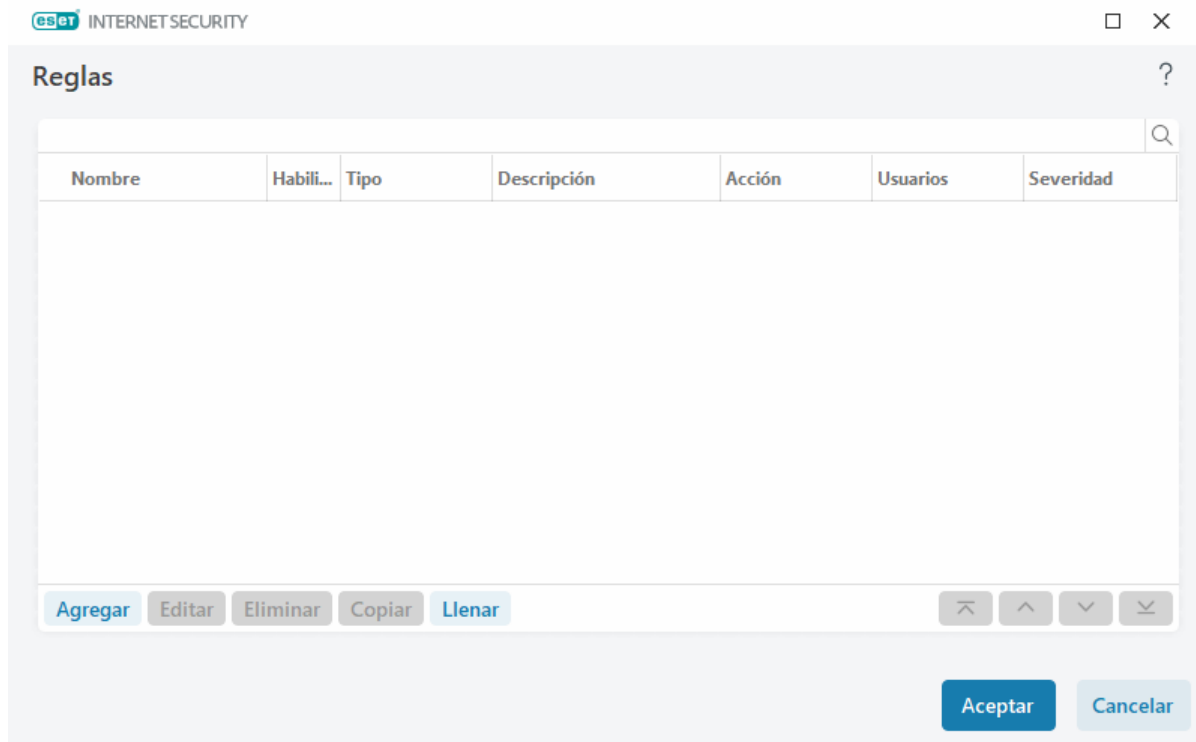 eset INTERNET SECURITY
Reglas
?
Nombre Habili... Tipo Descripción Acción Usuarios Severidad
Agregar Editar Eliminar Copiar Llenar
Aceptar Cancelar